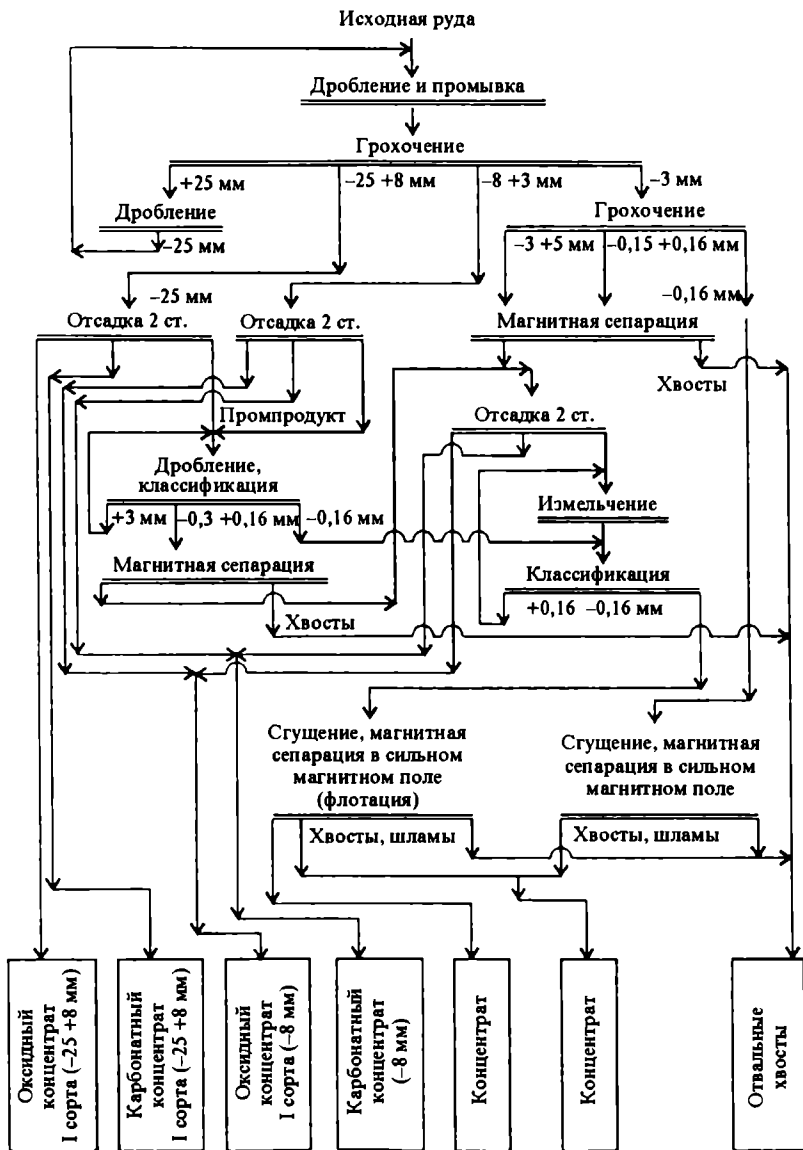 Исходная руда
Дробление и промывка
Грохочение
+25 мм
−25 +8 мм
−8 +3 мм
−3 мм
Дробление
Грохочение
−25 мм
−3 +5 мм
−0,15 +0,16 мм
−25 мм
−0,16 мм
Отсадка 2 ст.
Отсадка 2 ст.
Магнитная сепарация
Хвосты
Промпродукт
Отсадка 2 ст.
Дробление,
классификация
Измельчение
+3 мм
−0,3 +0,16 мм
−0,16 мм
Магнитная сепарация
Классификация
+0,16
−0,16 мм
Хвосты
Сгущение, магнитная
сепарация в сильном
магнитном поле
(флотация)
Сгущение, магнитная
сепарация в сильном
магнитном поле
Хвосты, шламы
Хвосты, шламы
Оксидный
концентрат
I сорта (−25 +8 мм)
Карбонатный
концентрат
I сорта (−25 +8 мм)
Оксидный
концентрат
I сорта (−8 мм)
Карбонатный
концентрат
(−8 мм)
Концентрат
Концентрат
Отвальные
хвосты